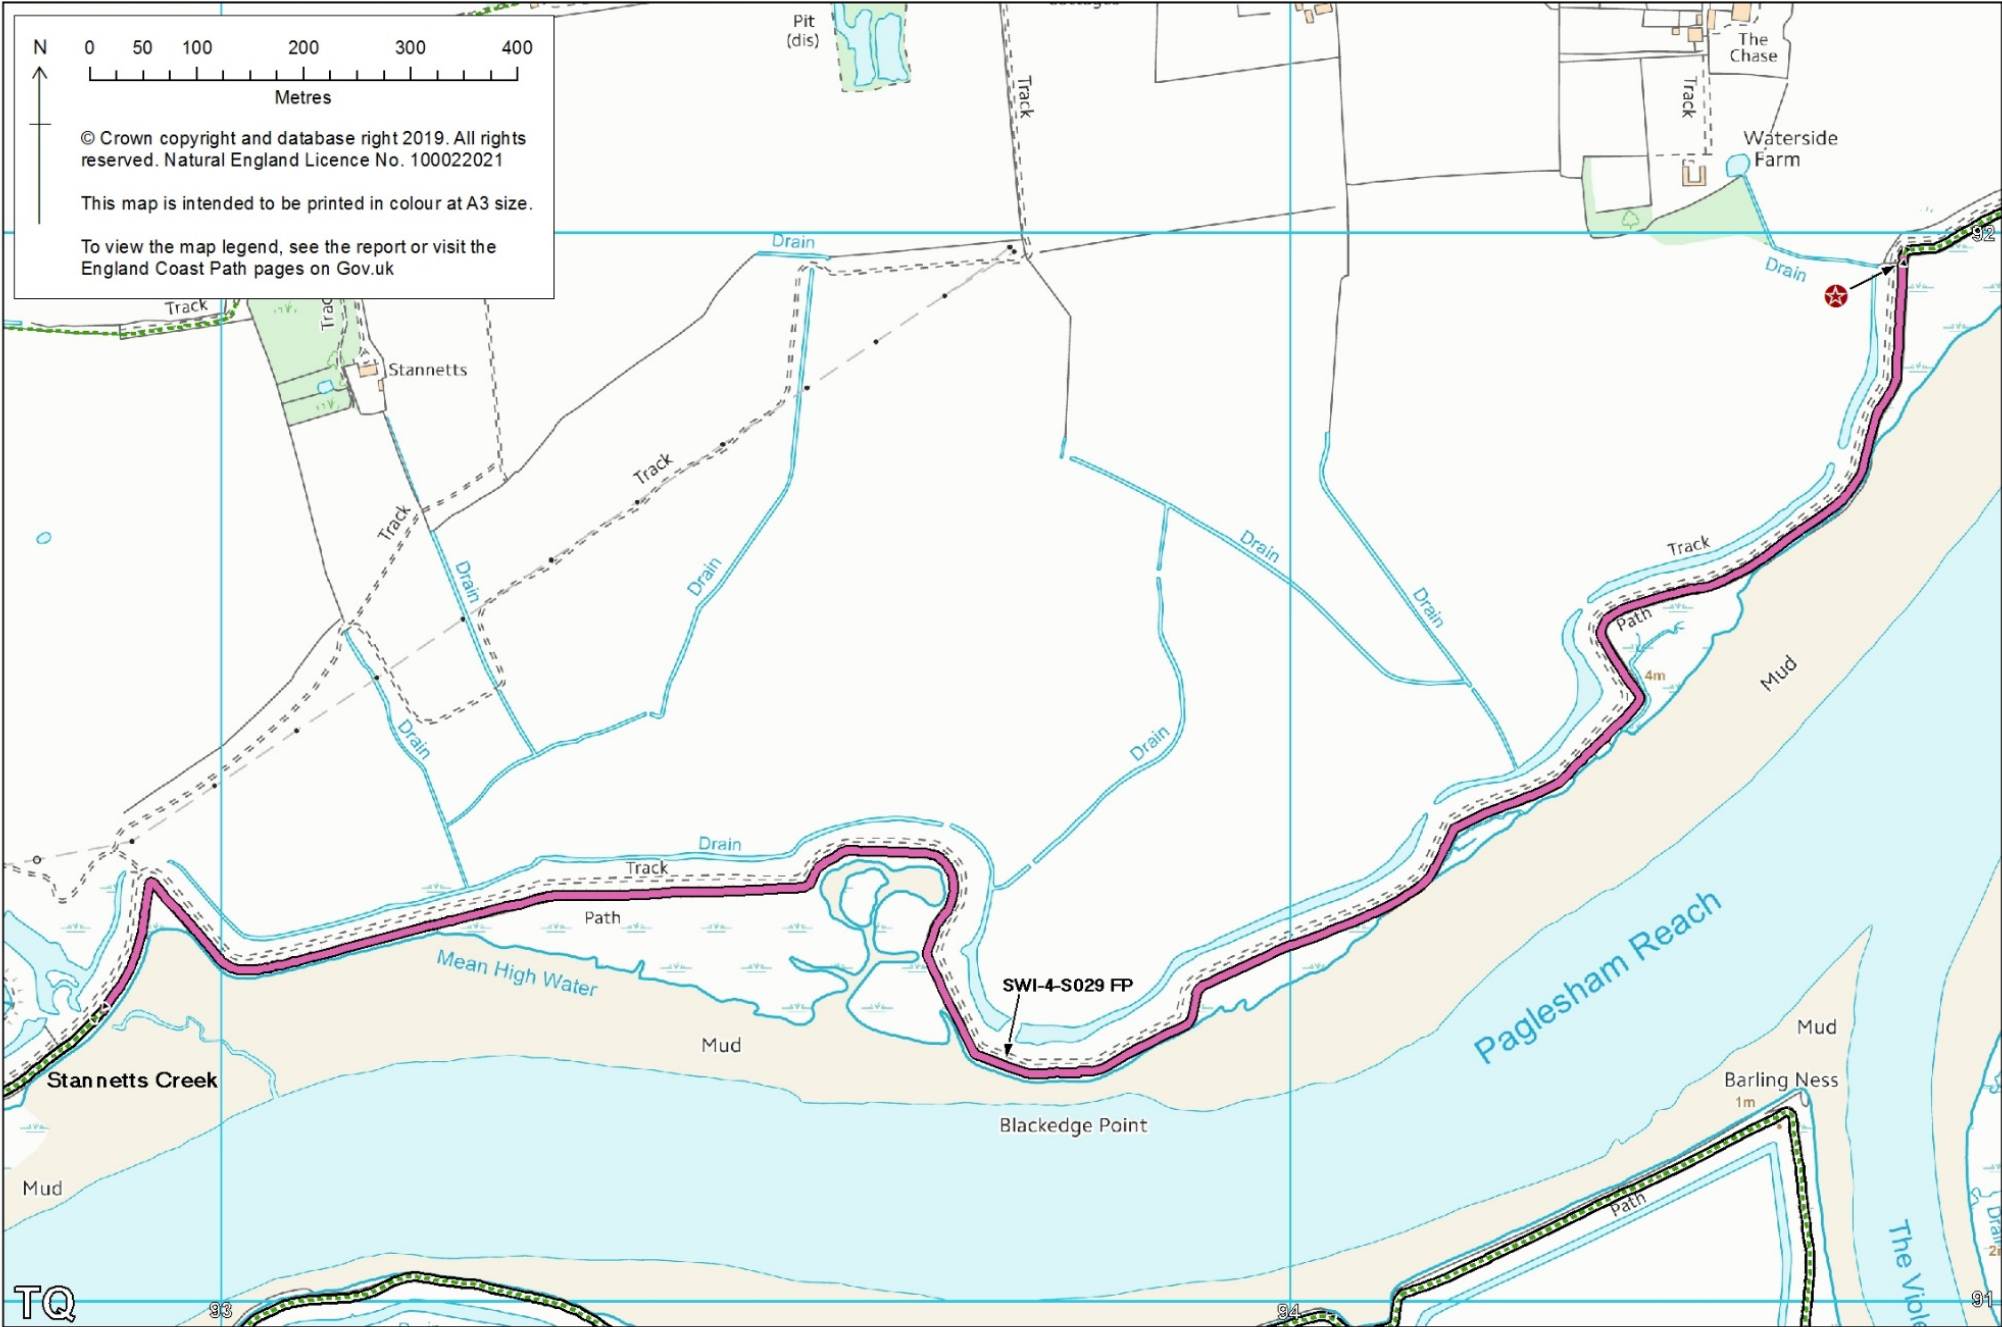 N 0 50 100 200 300 400
Metres
© Crown copyright and database right 2019. All rights
reserved. Natural England Licence No. 100022021
This map is intended to be printed in colour at A3 size.
To view the map legend, see the report or visit the
England Coast Path pages on Gov.uk
Pit
(dis)
Track
The
Chase
Track
Waterside
Farm
92
Drain
Drain
Track
Stannetts
Track
Track
Drain
Drain
Drain
Drain
Track
Path
4m
Mud
Drain
Drain
Drain
Track
Path
Mean High Water
SWI-4-S029 FP
Mud
Paglesham Reach
Mud
Stannetts Creek
Barling Ness
1m
Blackedge Point
Mud
Path
TQ
93
94
91